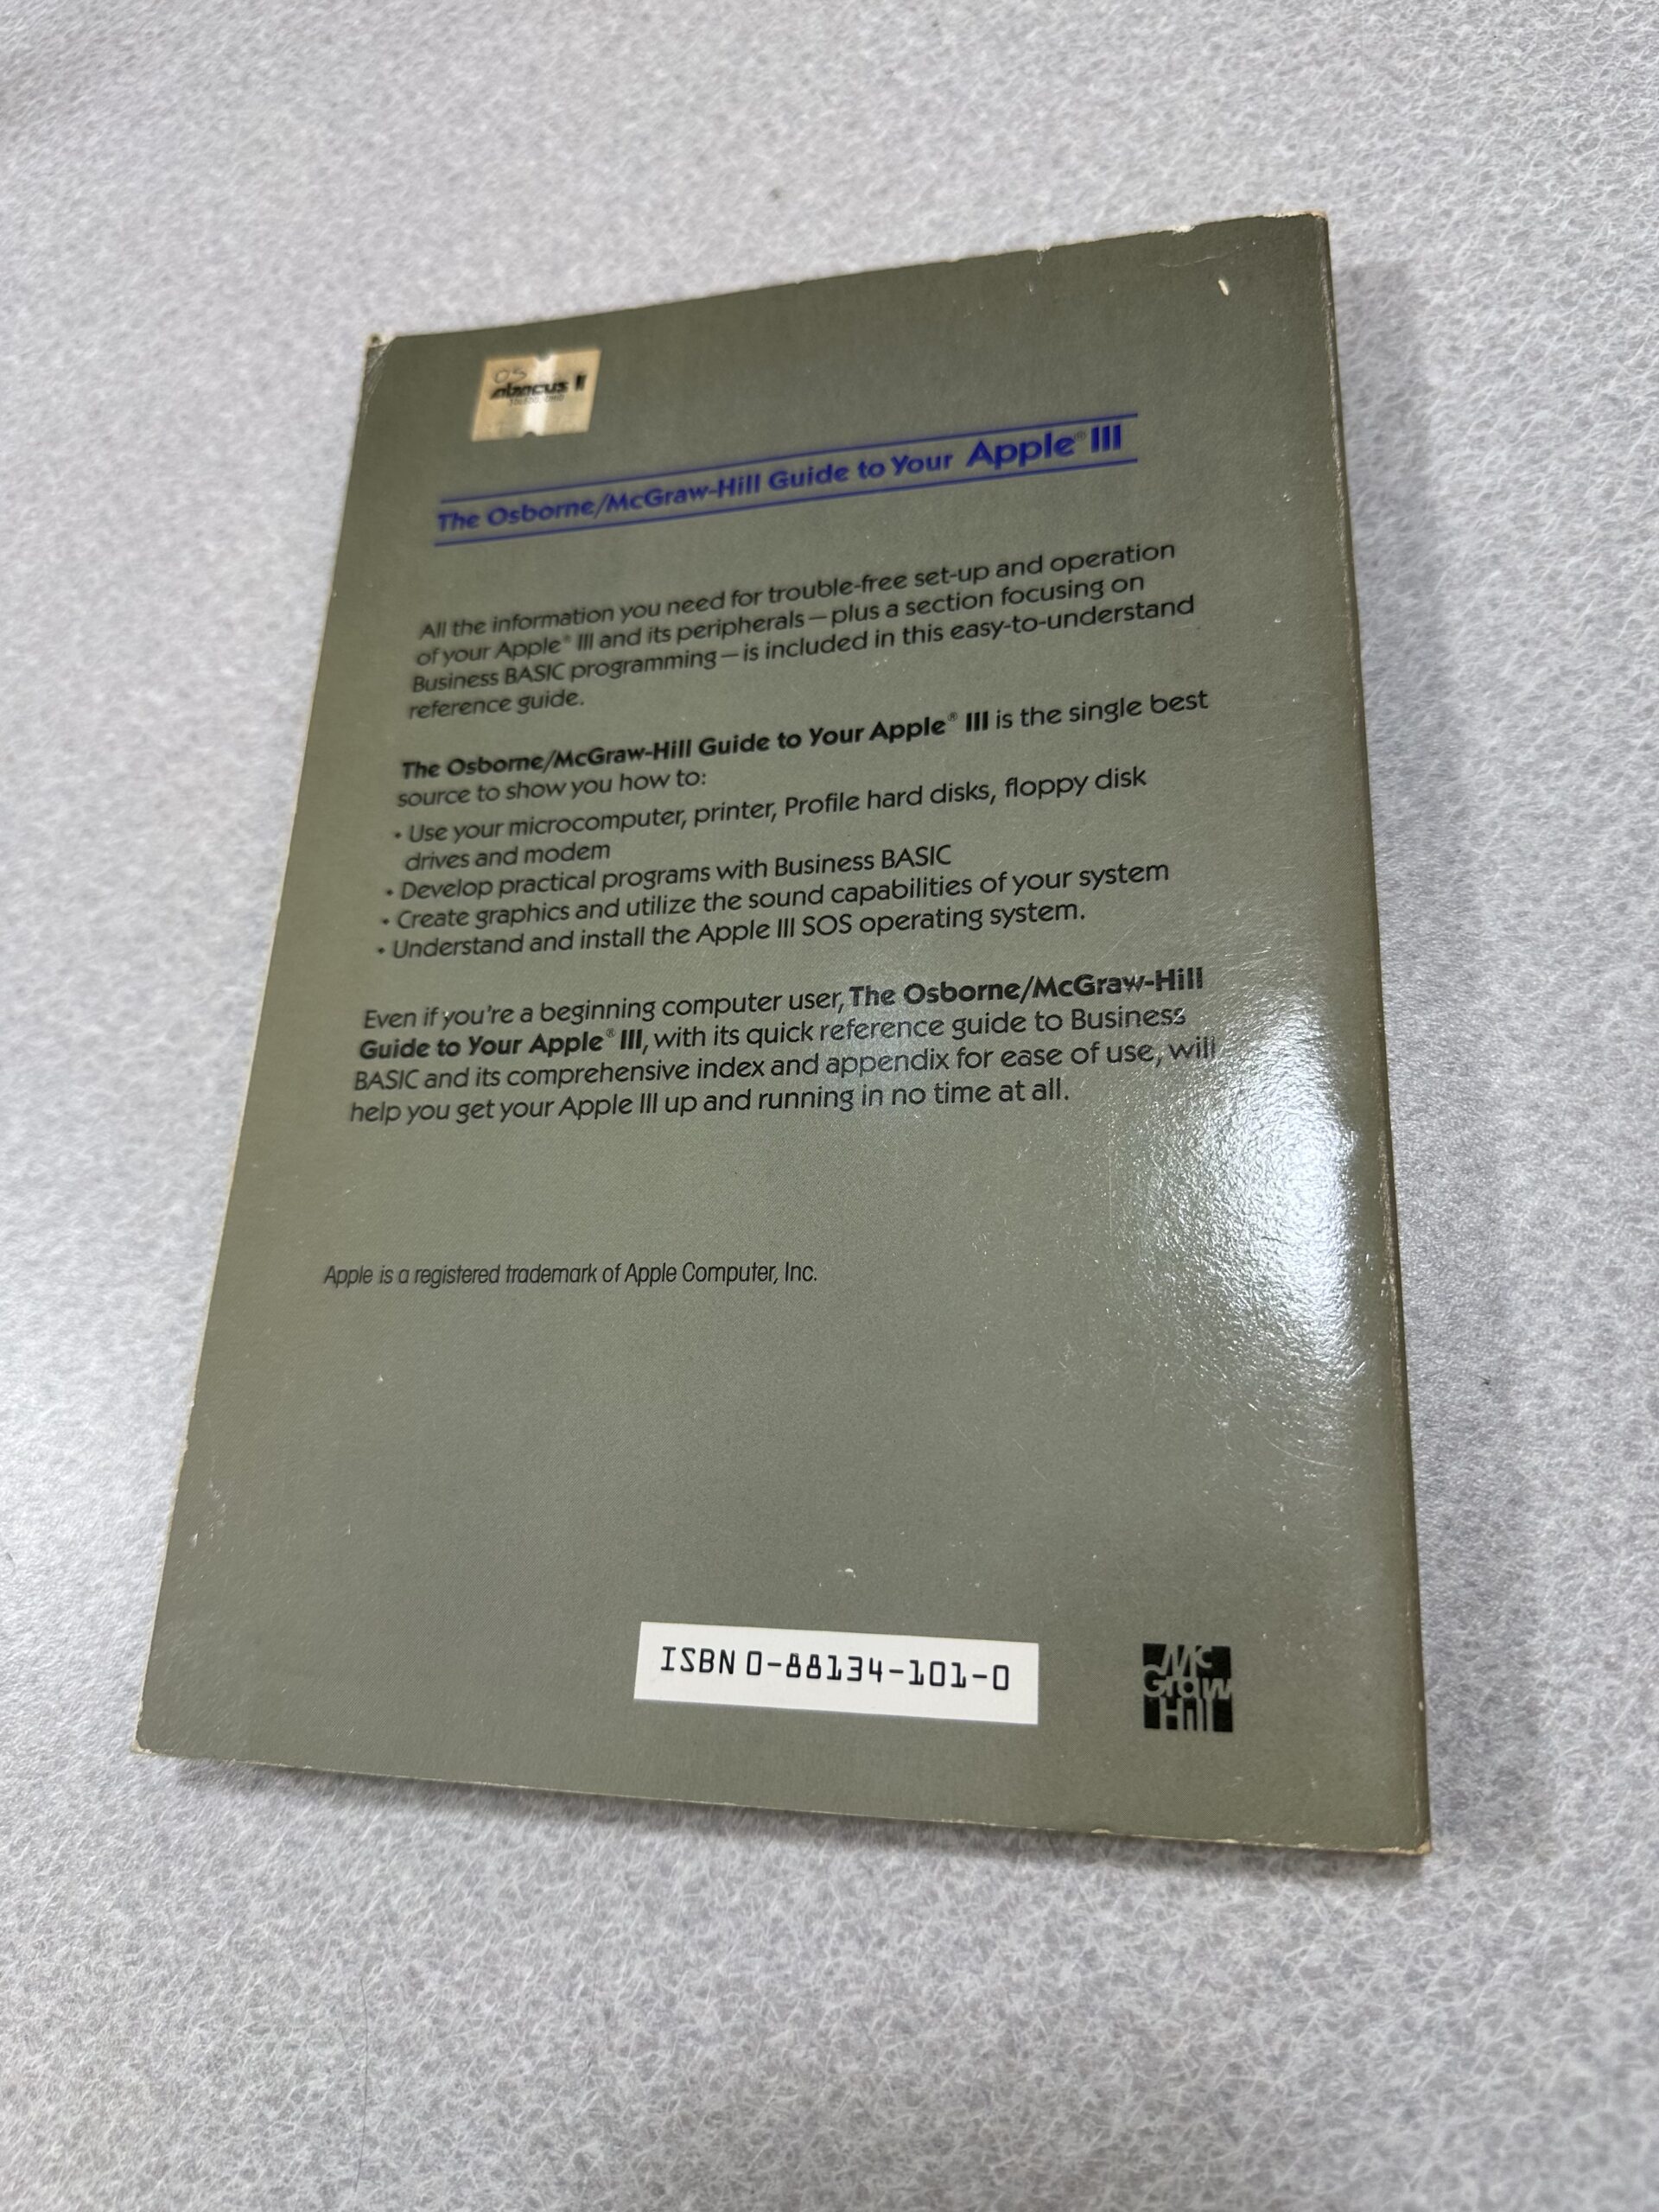 05
abacus II
The Osborne/McGraw-Hill Guide to Your Apple® III
All the information you need for trouble-free set-up and operation
of your Apple® III and its peripherals—plus a section focusing on
Business BASIC programming—is included in this easy-to-understand
reference guide.
The Osborne/McGraw-Hill Guide to Your Apple® III is the single best
source to show you how to:
• Use your microcomputer, printer, Profile hard disks, floppy disk
drives and modem
• Develop practical programs with Business BASIC
• Create graphics and utilize the sound capabilities of your system
• Understand and install the Apple III SOS operating system.
Even if you're a beginning computer user, The Osborne/McGraw-Hill
Guide to Your Apple® III, with its quick reference guide to Business
BASIC and its comprehensive index and appendix for ease of use, will
help you get your Apple III up and running in no time at all.
Apple is a registered trademark of Apple Computer, Inc.
ISBN 0-88134-101-0
Mc
Graw
Hill